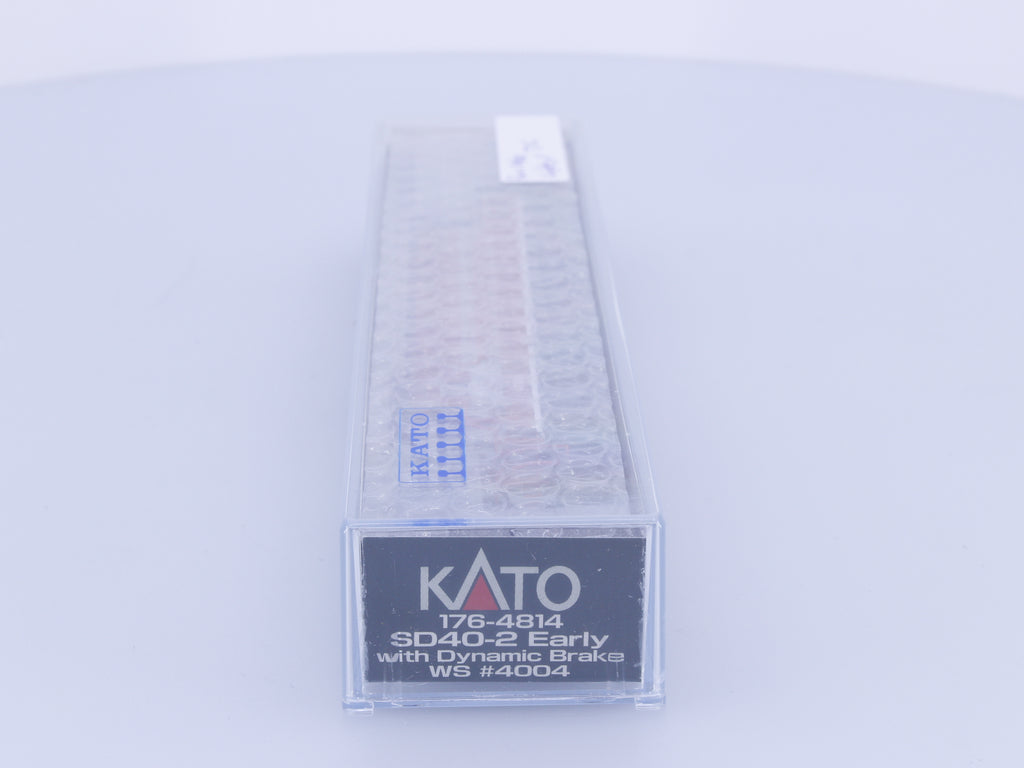 KATO
KATO
176-4814
SD40-2 Early
with Dynamic Brake
WS #4004